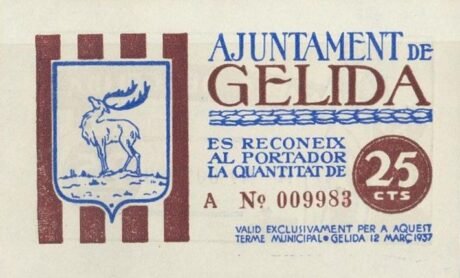 AJUNTAMENT DE
GELIDA
ES RECONEIX
AL PORTADOR
LA QUANTITAT DE
25
CTS
A Nº 009983
VALID EXCLUSIVAMENT PER A AQUEST
TERME MUNICIPAL • GELIDA 12 MARÇ 1937